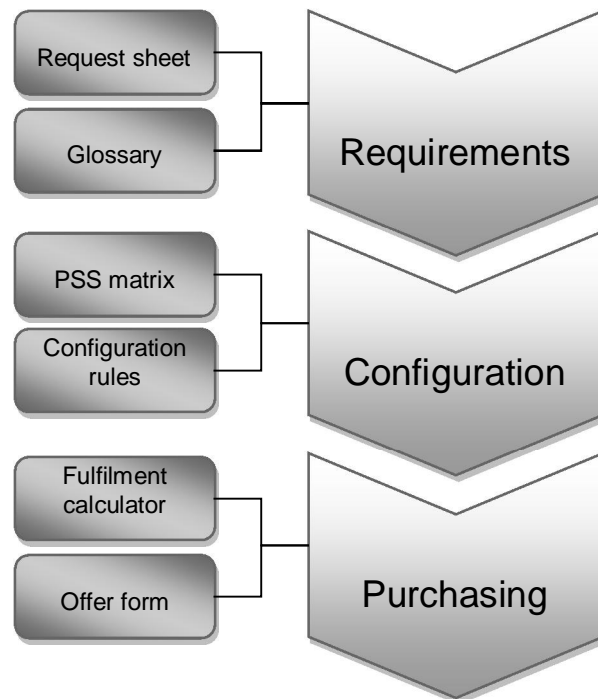 Request sheet
Glossary
Requirements
PSS matrix
Configuration
rules
Configuration
Fulfilment
calculator
Offer form
Purchasing